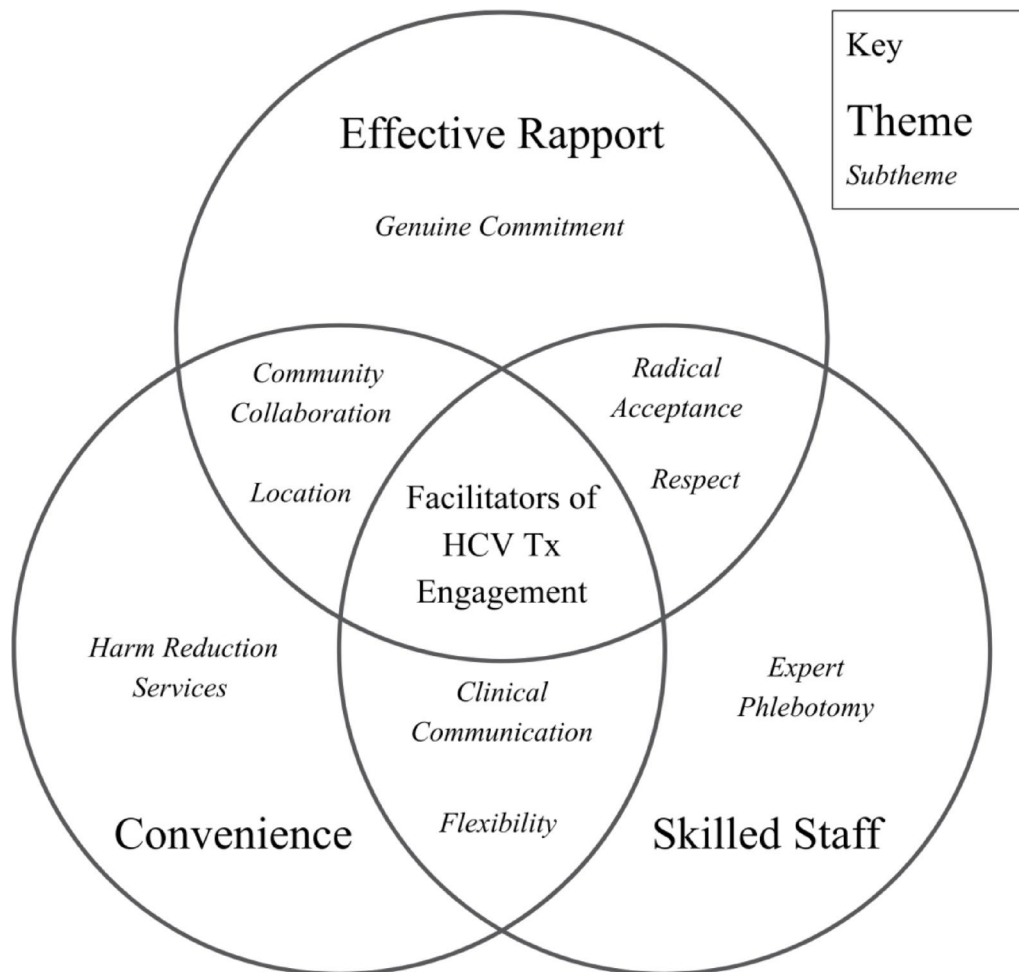 Key
Theme
Subtheme
Effective Rapport
Genuine Commitment
Community
Collaboration
Location
Radical
Acceptance
Respect
Facilitators of
HCV Tx
Engagement
Harm Reduction
Services
Convenience
Clinical
Communication
Flexibility
Expert
Phlebotomy
Skilled Staff